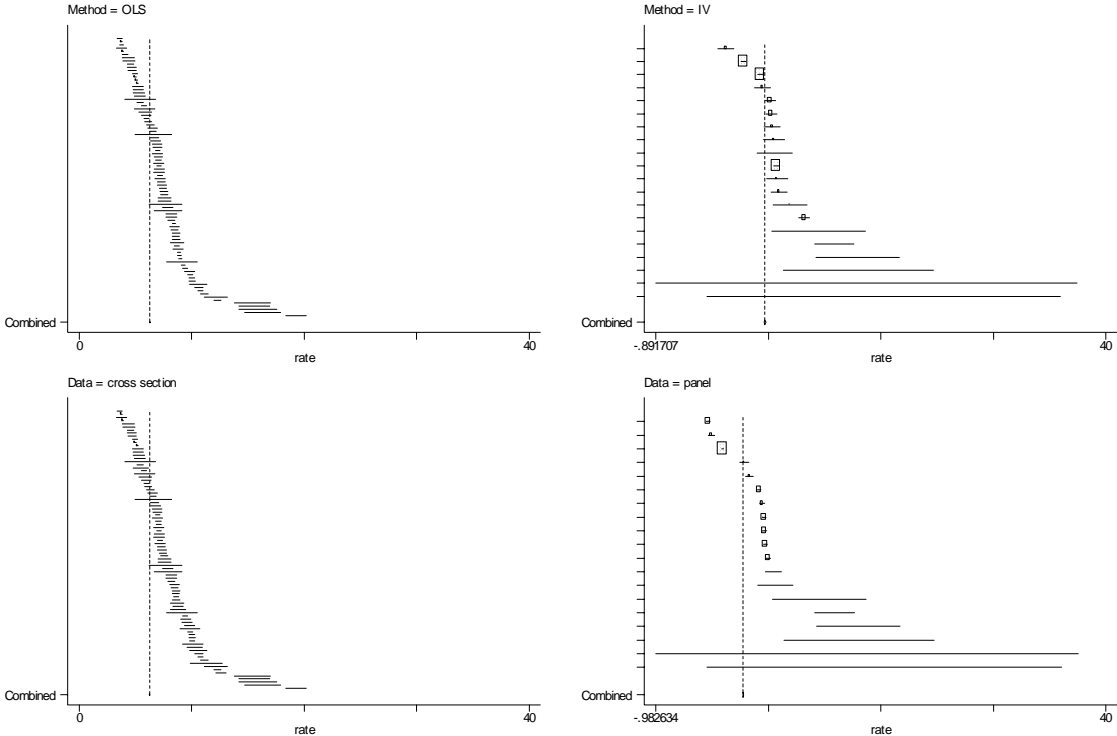 Method = OLS
Combined
0
40
rate
Method = IV
Combined
-.891707
40
rate
Data = cross section
Combined
0
40
rate
Data = panel
Combined
-.982634
40
rate